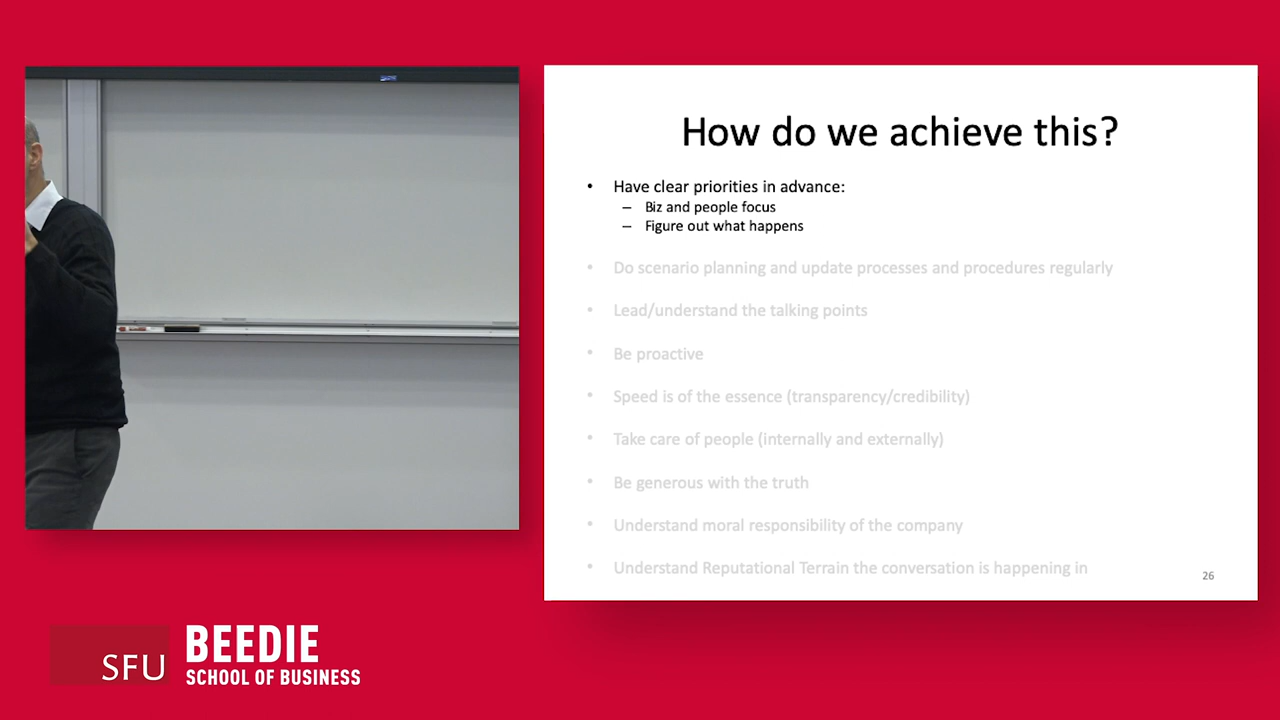 How do we achieve this?
• Have clear priorities in advance:
– Biz and people focus
– Figure out what happens
• Do scenario planning and update processes and procedures regularly
• Lead/understand the talking points
• Be proactive
• Speed is of the essence (transparency/credibility)
• Take care of people (internally and externally)
• Be generous with the truth
• Understand moral responsibility of the company
• Understand Reputational Terrain the conversation is happening in
26
SFU
BEEDIE
SCHOOL OF BUSINESS